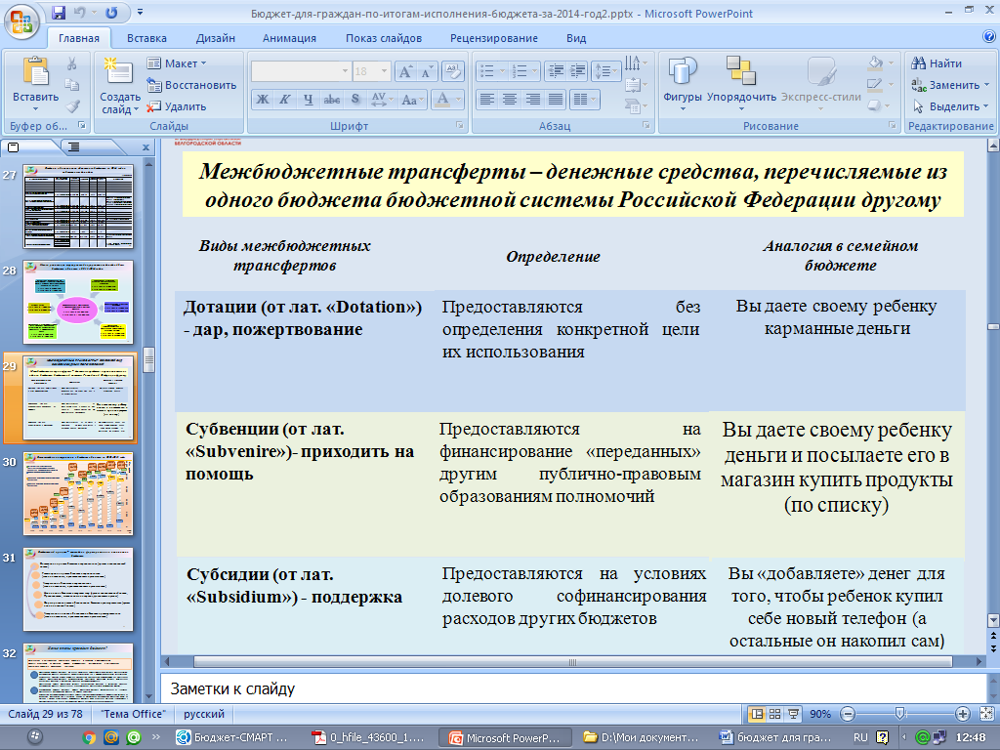 Бюджет-для-граждан-по-итогам-исполнения-бюджета-за-2014-год2.pptx - Microsoft PowerPoint
Главная Вставка Дизайн Анимация Показ слайдов Рецензирование Вид
Вставить
Буфер об...
Создать слайд
Макет
Восстановить
Удалить
Слайды
18
Ж К Ч abc S AV Aa A
Шрифт
Абзац
Фигуры Упорядочить Экспресс-стили
Рисование
Найти
Заменить
Выделить
Редактирование
27
28
29
30
31
32
БЕЛГОРОДСКОЙ ОБЛАСТИ
Межбюджетные трансферты – денежные средства, перечисляемые из
одного бюджета бюджетной системы Российской Федерации другому
Виды межбюджетных
трансфертов
Определение
Аналогия в семейном
бюджете
Дотации (от лат. «Dotation»)
- дар, пожертвование
Предоставляются без
определения конкретной цели
их использования
Вы даете своему ребенку
карманные деньги
Субвенции (от лат.
«Subvenire»)- приходить на
помощь
Предоставляются на
финансирование «переданных»
другим публично-правовым
образованиям полномочий
Вы даете своему ребенку
деньги и посылаете его в
магазин купить продукты
(по списку)
Субсидии (от лат.
«Subsidium») - поддержка
Предоставляются на условиях
долевого софинансирования
расходов других бюджетов
Вы «добавляете» денег для
того, чтобы ребенок купил
себе новый телефон (а
остальные он накопил сам)
Заметки к слайду
Слайд 29 из 78 "Тема Office" русский 90%
Бюджет-СМАРТ ... 0_hfile_43600_1.... Microsoft PowerP... D:\Мои документ... бюджет для гра... RU 12:48